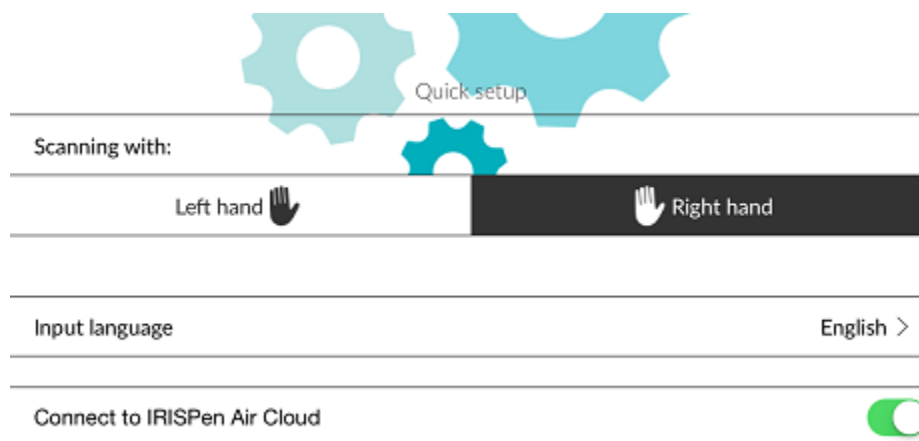 Quick setup
Scanning with:
Left hand Right hand
Input language English
Connect to IRISPen Air Cloud